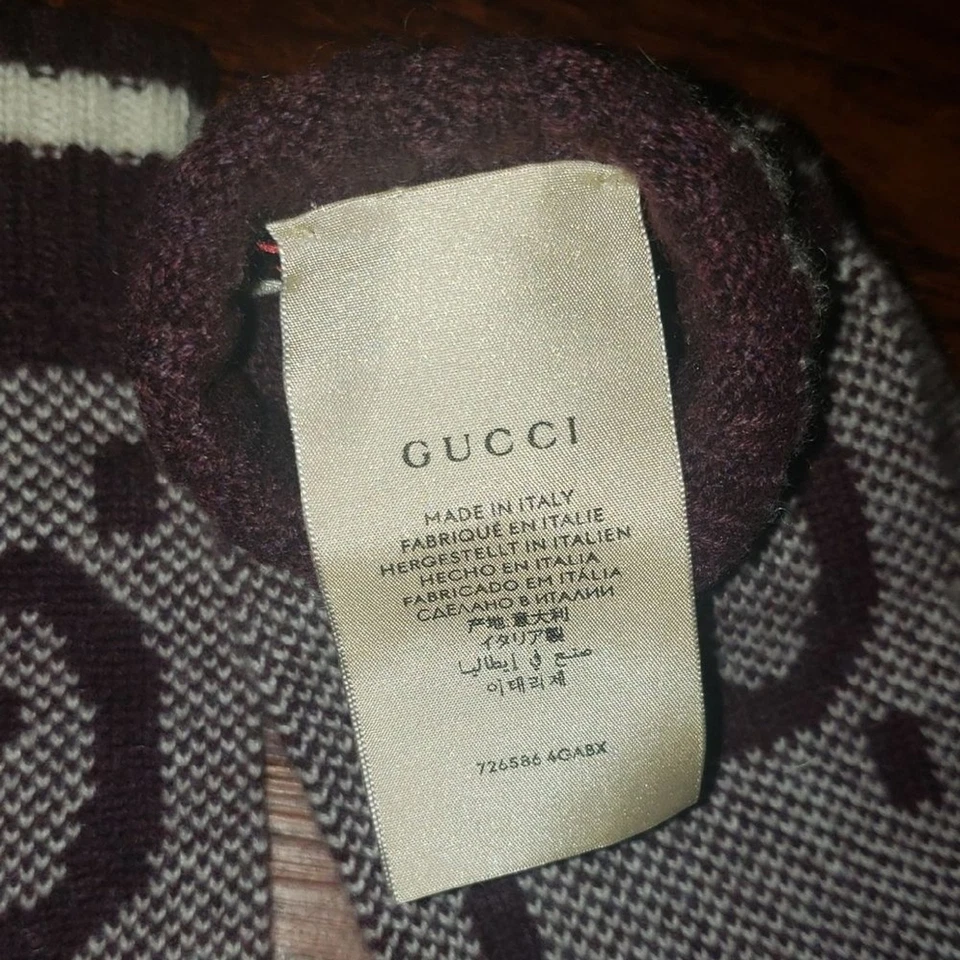 GUCCI
MADE IN ITALY
FABRIQUÉ EN ITALIE
HERGESTELLT IN ITALIEN
HECHO EN ITALIA
FABRICADO EM ITÁLIA
СДЕЛАНО В ИТАЛИИ
产地 意大利
イタリア製
صنع في إيطاليا
이태리제
726586 4GABX